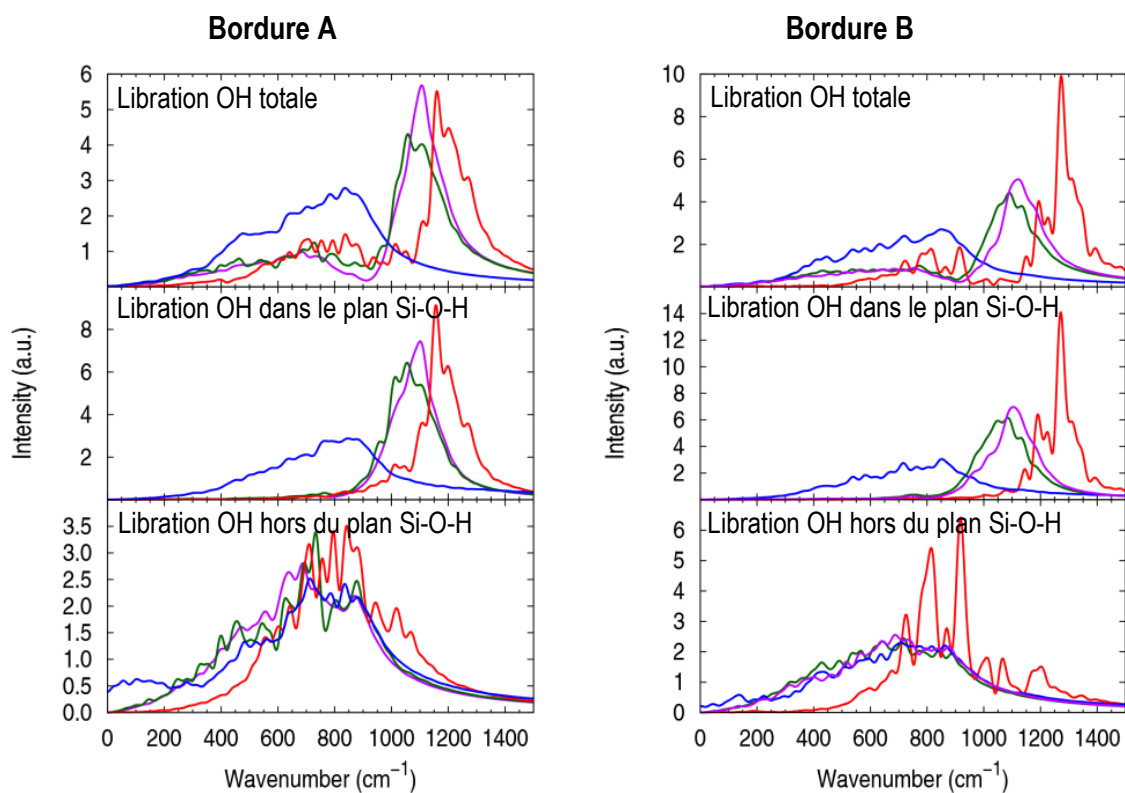 Bordure A
Bordure B
6
5
4
3
2
1
Libration OH totale
10
8
6
4
2
0
Libration OH totale
8
6
4
2
Libration OH dans le plan Si-O-H
14
12
10
8
6
4
2
Libration OH dans le plan Si-O-H
3.5
3.0
2.5
2.0
1.5
1.0
0.5
0.0
Libration OH hors du plan Si-O-H
6
5
4
3
2
1
0
Libration OH hors du plan Si-O-H
Intensity (a.u.)
Intensity (a.u.)
0 200 400 600 800 1000 1200 1400
0 200 400 600 800 1000 1200 1400
Wavenumber (cm⁻¹)
Wavenumber (cm⁻¹)